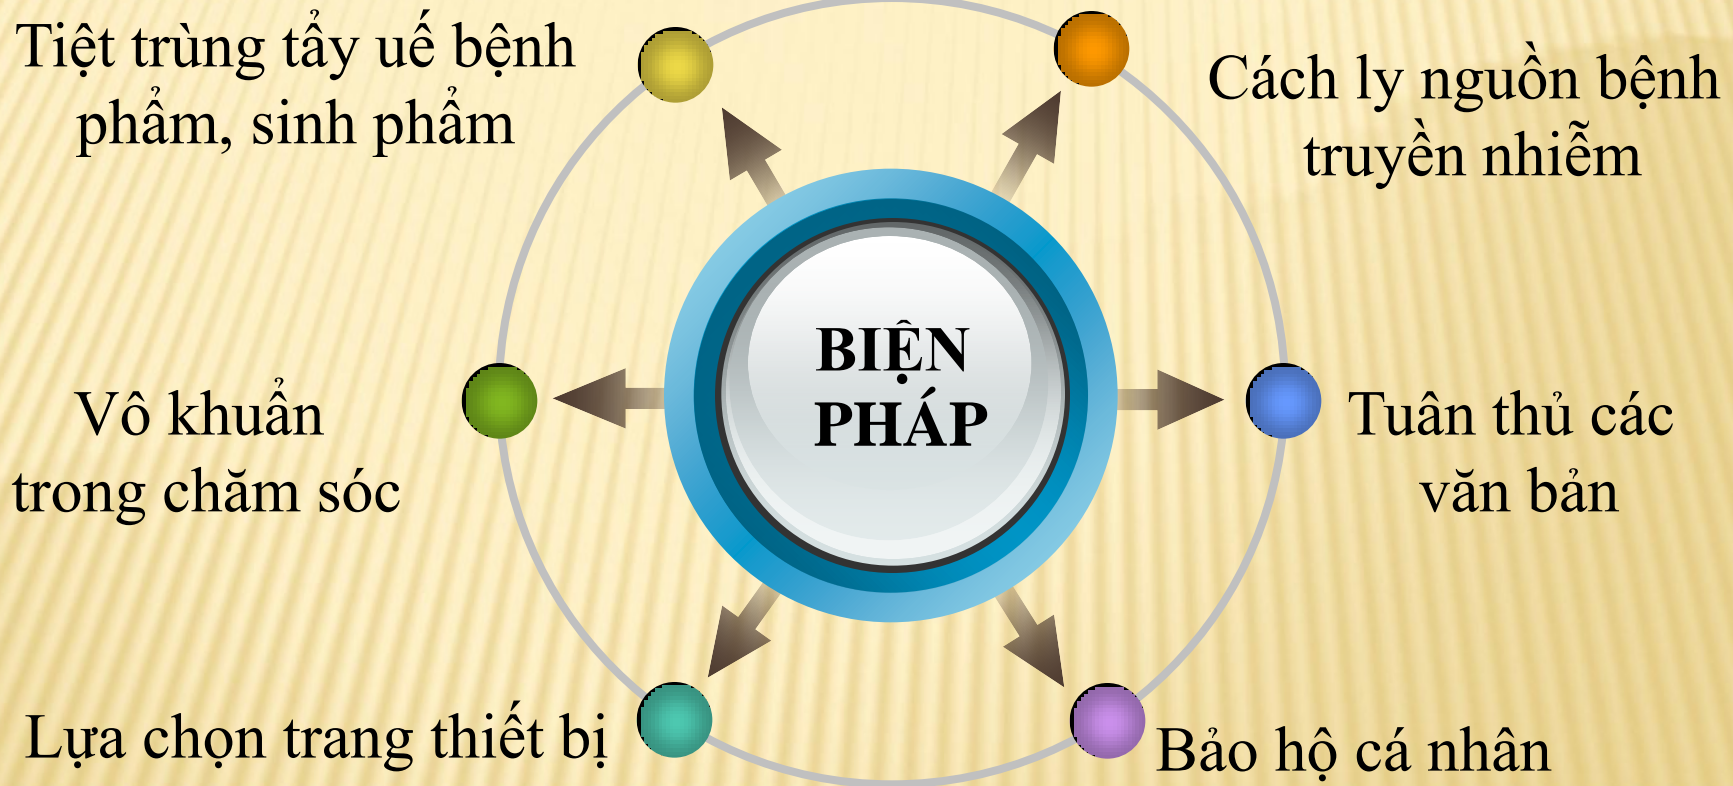 Tiệt trùng tẩy uế bệnh
phẩm, sinh phẩm
Cách ly nguồn bệnh
truyền nhiễm
BIỆN
PHÁP
Vô khuẩn
trong chăm sóc
Tuân thủ các
văn bản
Lựa chọn trang thiết bị
Bảo hộ cá nhân